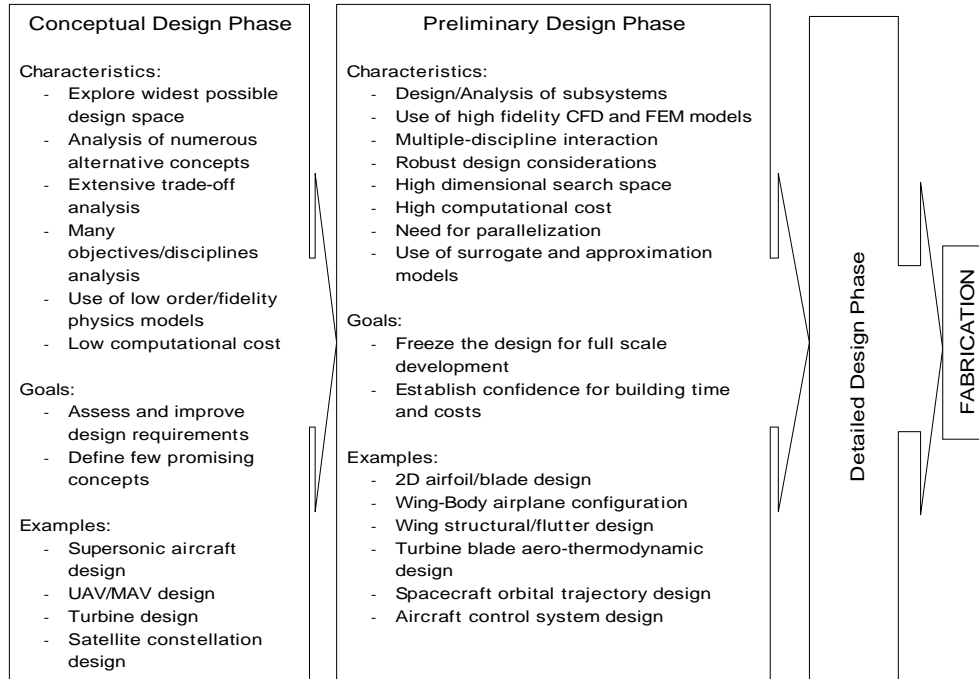 Conceptual Design Phase
Characteristics:
- Explore widest possible
design space
- Analysis of numerous
alternative concepts
- Extensive trade-off
analysis
- Many
objectives/disciplines
analysis
- Use of low order/fidelity
physics models
- Low computational cost
Goals:
- Assess and improve
design requirements
- Define few promising
concepts
Examples:
- Supersonic aircraft
design
- UAV/MAV design
- Turbine design
- Satellite constellation
design
Preliminary Design Phase
Characteristics:
- Design/Analysis of subsystems
- Use of high fidelity CFD and FEM models
- Multiple-discipline interaction
- Robust design considerations
- High dimensional search space
- High computational cost
- Need for parallelization
- Use of surrogate and approximation
models
Goals:
- Freeze the design for full scale
development
- Establish confidence for building time
and costs
Examples:
- 2D airfoil/blade design
- Wing-Body airplane configuration
- Wing structural/flutter design
- Turbine blade aero-thermodynamic
design
- Spacecraft orbital trajectory design
- Aircraft control system design
Detailed Design Phase
FABRICATION